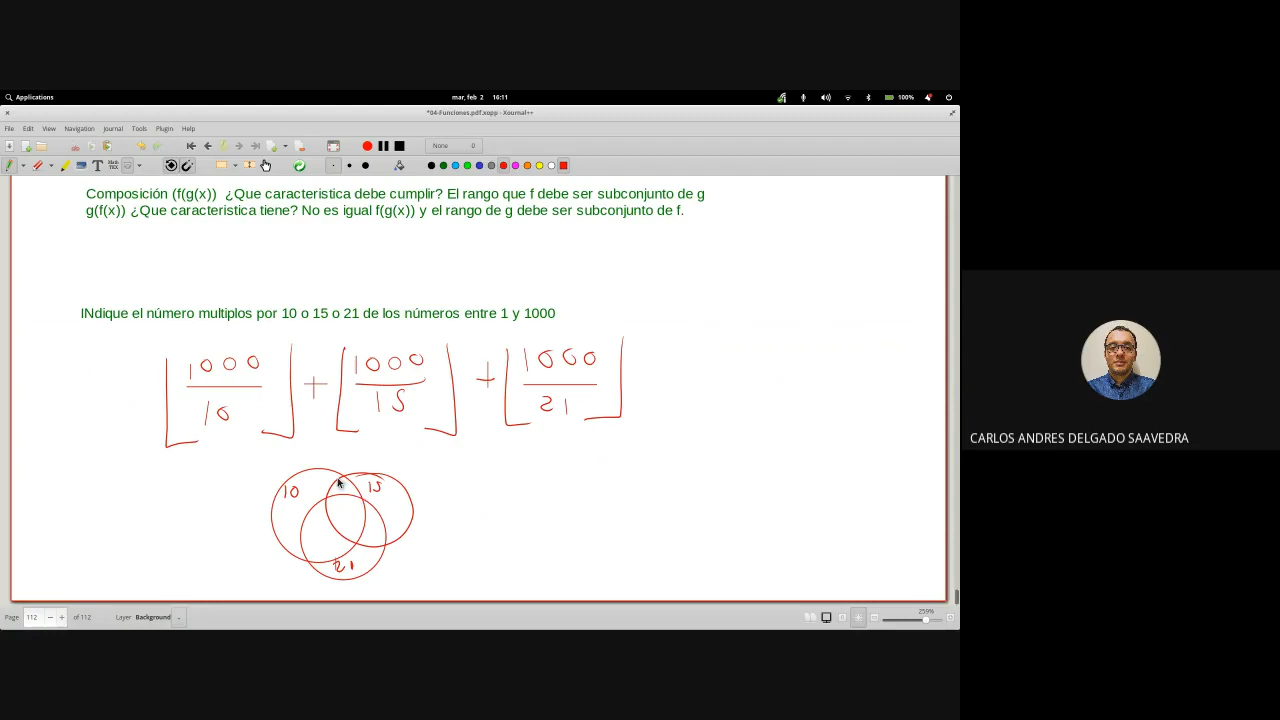 Applications
mar, feb 2 16:11
100%
*04-Funciones.pdf.xopp - Xournal++
File Edit View Navigation Journal Tools Plugin Help
None 0
Composición (f(g(x)) ¿Que caracteristica debe cumplir? El rango que f debe ser subconjunto de g
g(f(x)) ¿Que caracteristica tiene? No es igual f(g(x)) y el rango de g debe ser subconjunto de f.
INdique el número multiplos por 10 o 15 o 21 de los números entre 1 y 1000
⌊1000/10⌋ + ⌊1000/15⌋ + ⌊1000/21⌋
10 15
21
CARLOS ANDRES DELGADO SAAVEDRA
Page 112 of 112 Layer Background
259%